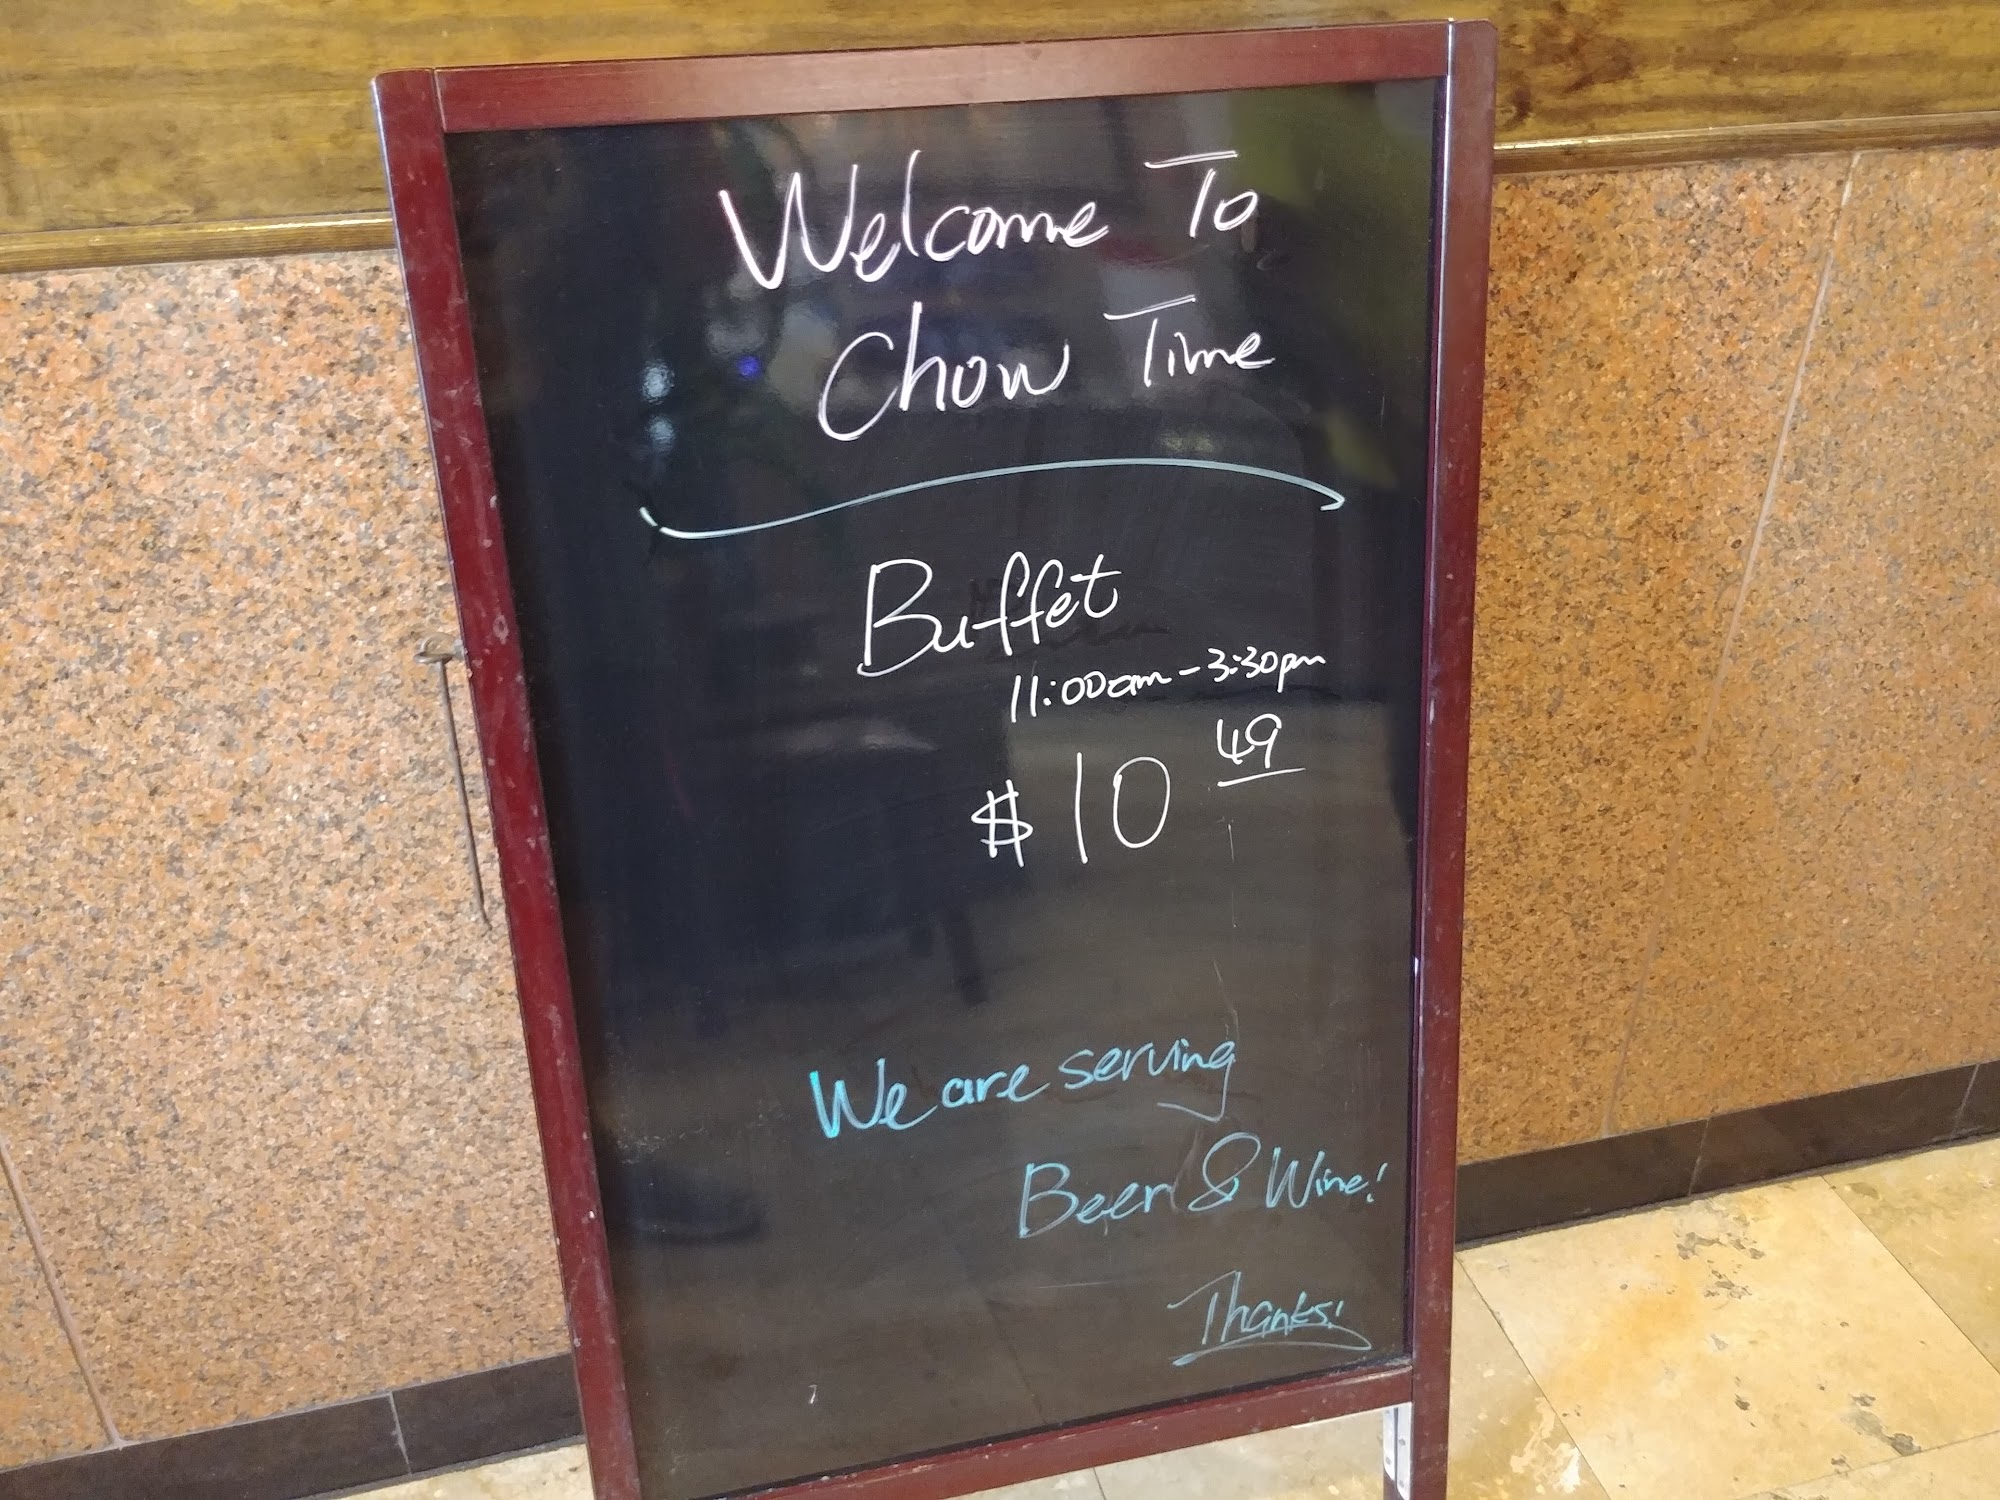 Welcome To
Chow Time
Buffet
11:00am - 3:30pm
$ 10 49
We are serving
Beer & Wine!
Thanks!